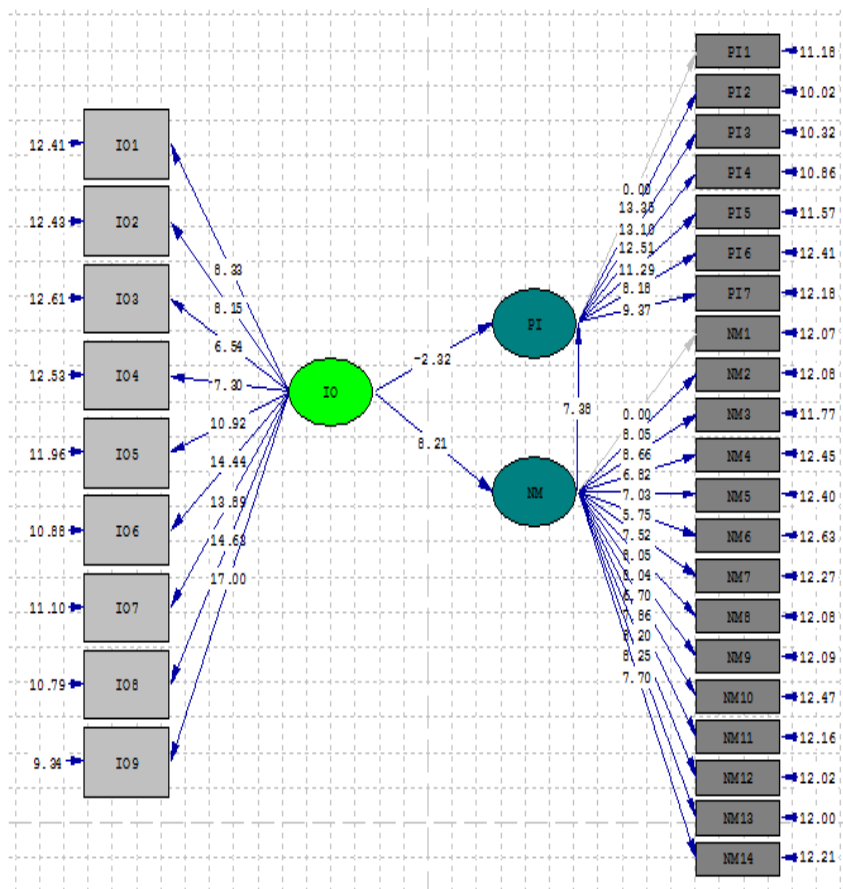 12.41 IO1
12.43 IO2
12.61 IO3
12.53 IO4
11.96 IO5
10.88 IO6
11.10 IO7
10.79 IO8
9.34 IO9
8.33
8.15
6.54
7.30
10.92
14.44
13.89
14.63
17.00
IO
-2.32
8.21
PI
7.38
NM
0.00
13.10
12.51
11.29
8.18
9.37
0.00
8.05
8.66
6.82
7.03
5.75
7.52
8.05
8.04
6.70
7.86
8.20
8.25
7.70
PI1 11.18
PI2 10.02
PI3 10.32
PI4 10.86
PI5 11.57
PI6 12.41
PI7 12.18
NM1 12.07
NM2 12.08
NM3 11.77
NM4 12.45
NM5 12.40
NM6 12.63
NM7 12.27
NM8 12.08
NM9 12.09
NM10 12.47
NM11 12.16
NM12 12.02
NM13 12.00
NM14 12.21